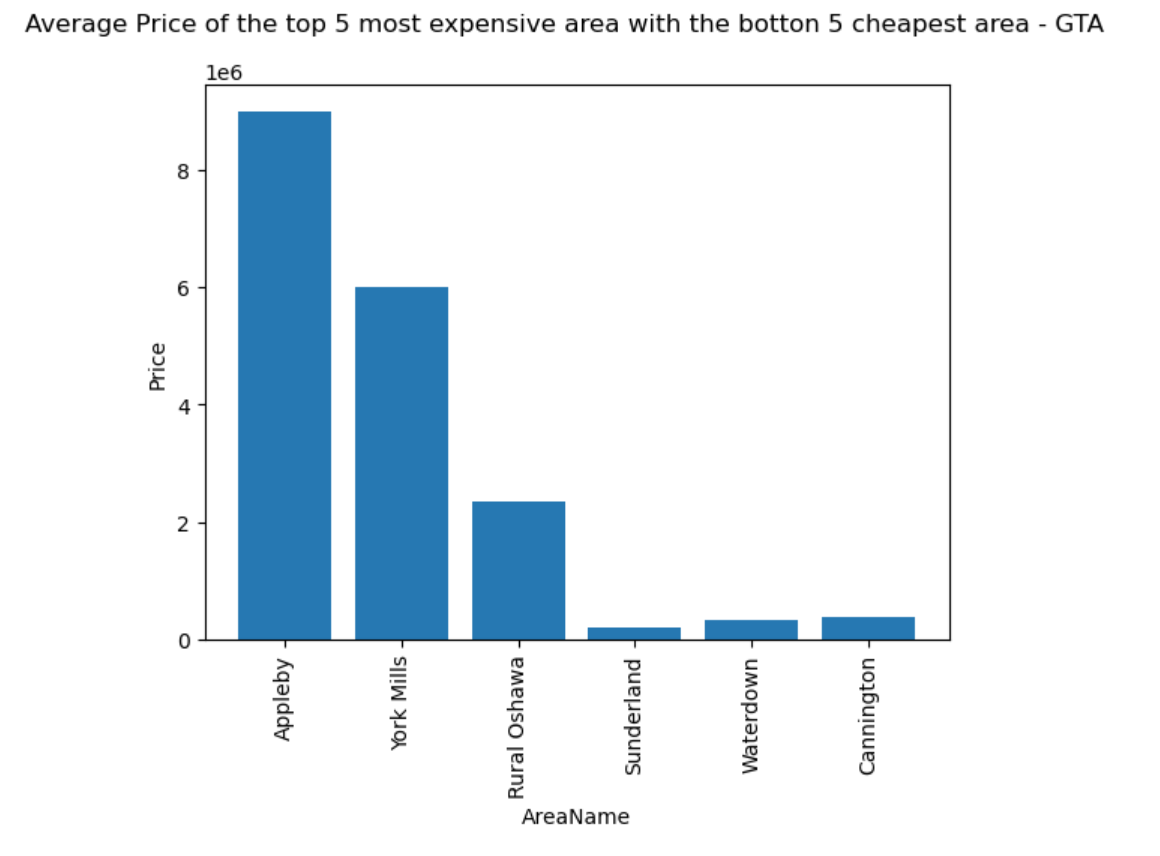 Average Price of the top 5 most expensive area with the botton 5 cheapest area - GTA
1e6
8
6
4
2
0
Price
Appleby
York Mills
Rural Oshawa
Sunderland
Waterdown
Cannington
AreaName